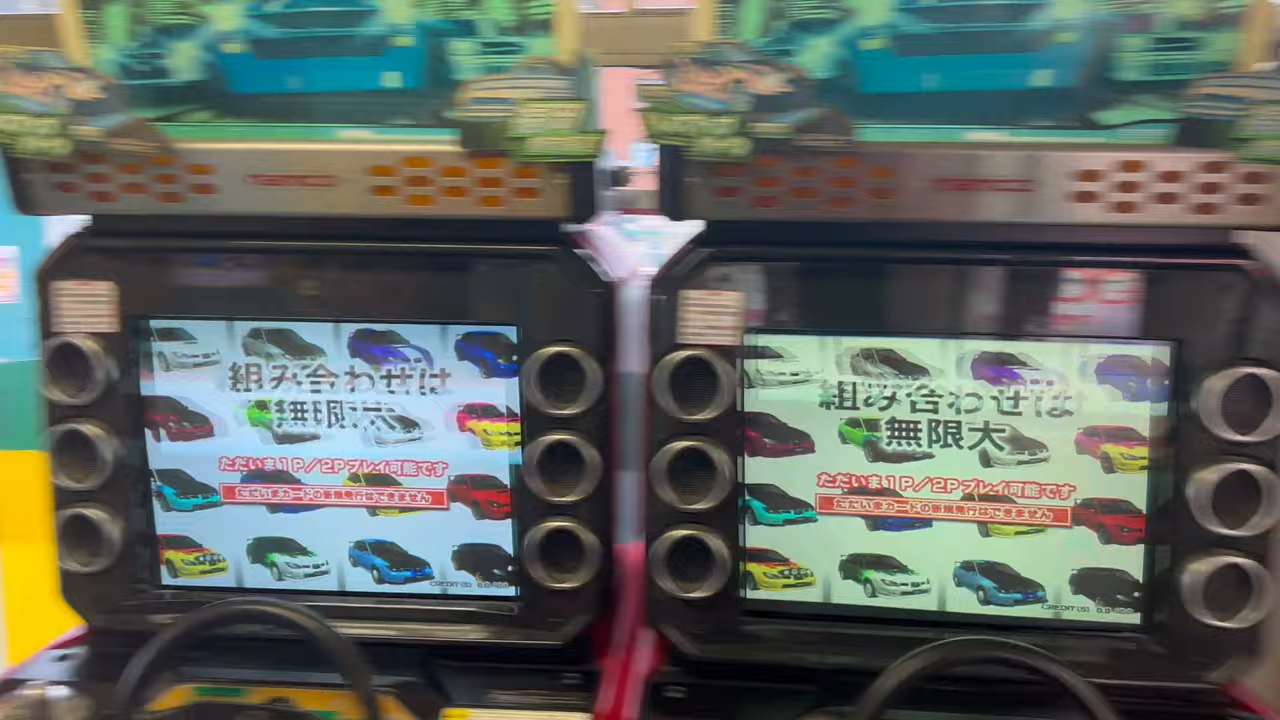 namco
namco
組み合わせは
無限大
ただいま1P/2Pプレイ可能です
ただいまカードの新規発行はできません
CREDIT(S)
組み合わせは
無限大
ただいま1P/2Pプレイ可能です
ただいまカードの新規発行はできません
CREDIT(S)